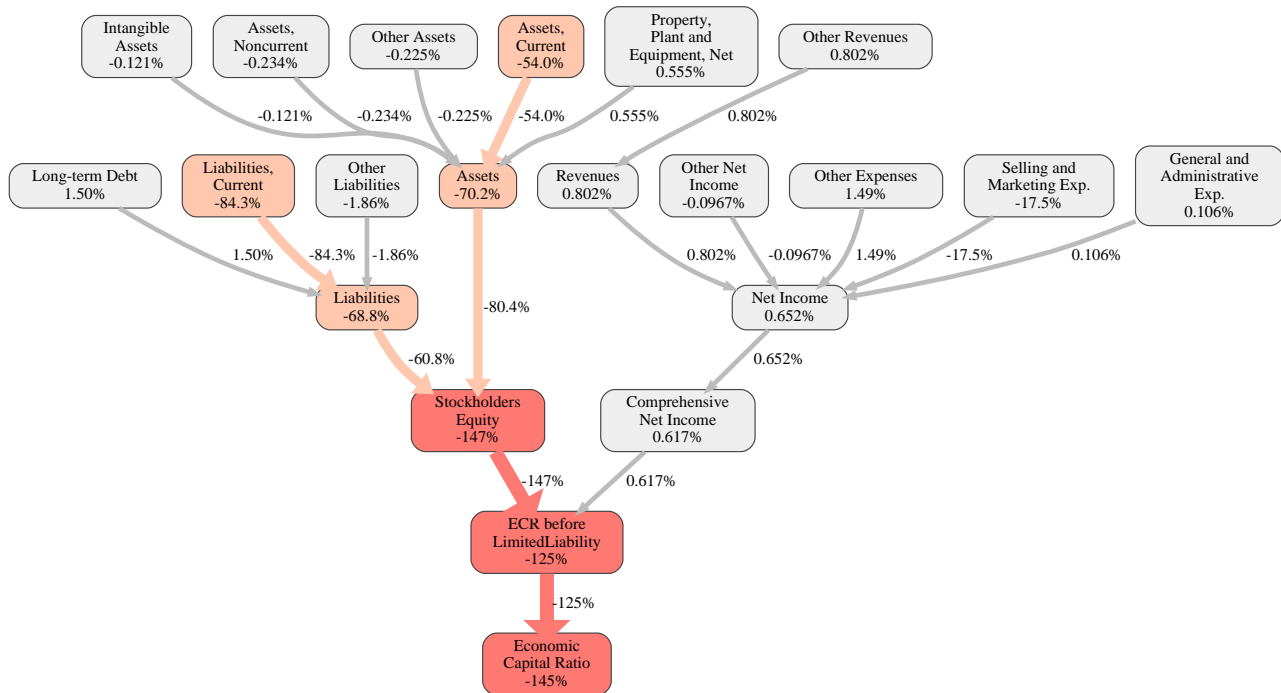 Intangible
Assets
-0.121%
Assets,
Noncurrent
-0.234%
Other Assets
-0.225%
Assets,
Current
-54.0%
Property,
Plant and
Equipment, Net
0.555%
Other Revenues
0.802%
-0.121%
-0.234%
-0.225%
-54.0%
0.555%
0.802%
Long-term Debt
1.50%
Liabilities,
Current
-84.3%
Other
Liabilities
-1.86%
Assets
-70.2%
Revenues
0.802%
Other Net
Income
-0.0967%
Other Expenses
1.49%
Selling and
Marketing Exp.
-17.5%
General and
Administrative
Exp.
0.106%
1.50%
-84.3%
-1.86%
0.802%
-0.0967%
1.49%
-17.5%
0.106%
Liabilities
-68.8%
-80.4%
Net Income
0.652%
-60.8%
0.652%
Stockholders
Equity
-147%
Comprehensive
Net Income
0.617%
-147%
0.617%
ECR before
LimitedLiability
-125%
-125%
Economic
Capital Ratio
-145%